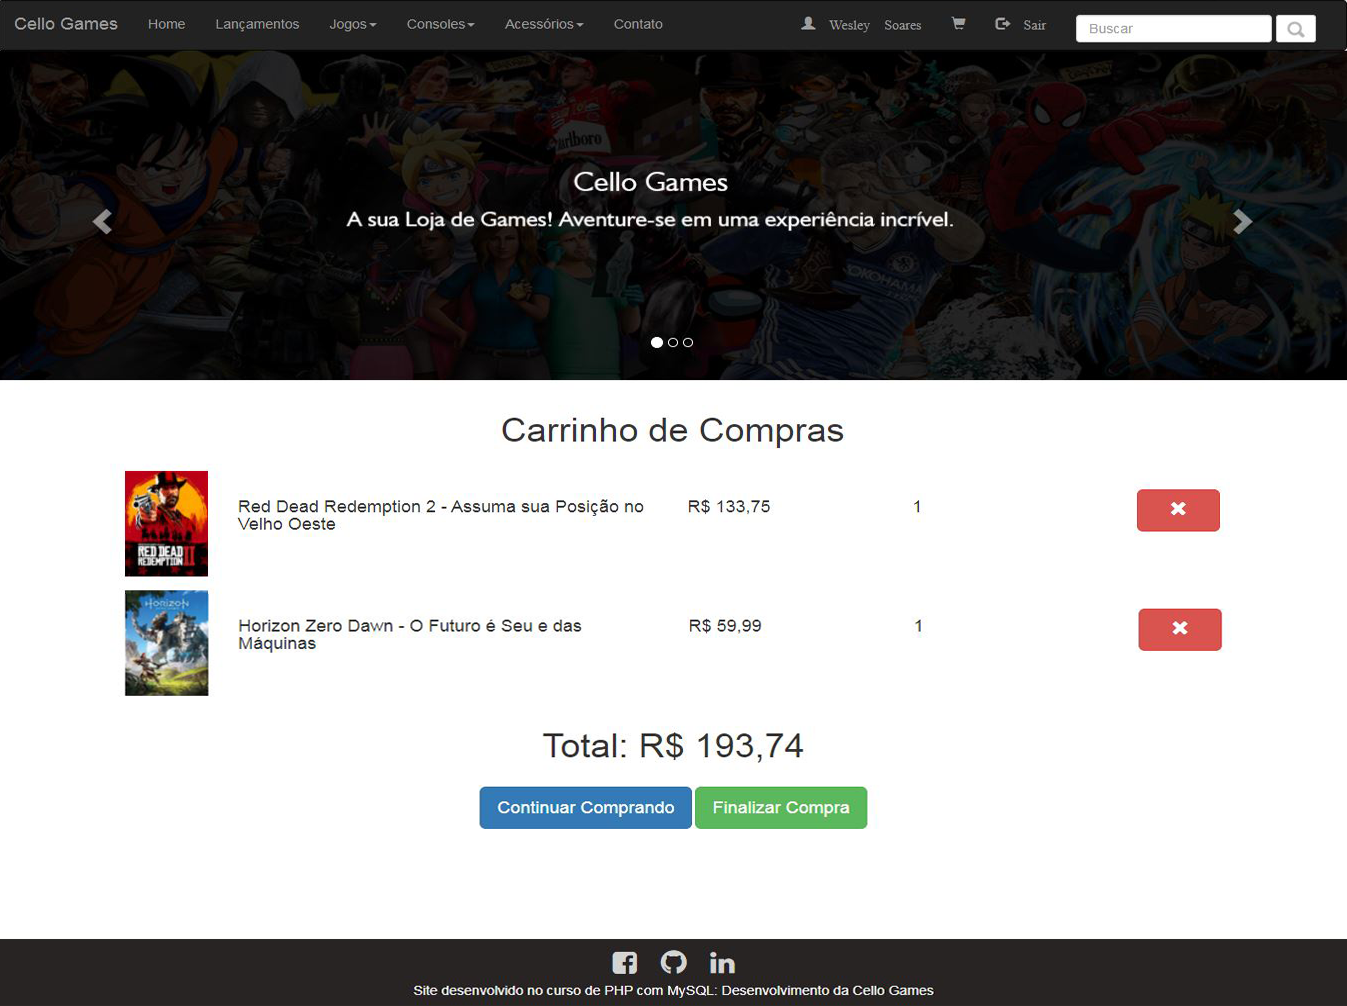 Cello Games Home Lançamentos Jogos Consoles Acessórios Contato Wesley Soares Sair Buscar
Marlboro
YOKOHAMA
Cello Games
A sua Loja de Games! Aventure-se em uma experiência incrível.
Carrinho de Compras
Red Dead Redemption 2 - Assuma sua Posição no R$ 133,75 1
Velho Oeste
RED DEAD
REDEMPTION II
HORIZON
Horizon Zero Dawn - O Futuro é Seu e das R$ 59,99 1
Máquinas
Total: R$ 193,74
Continuar Comprando Finalizar Compra
Site desenvolvido no curso de PHP com MySQL: Desenvolvimento da Cello Games